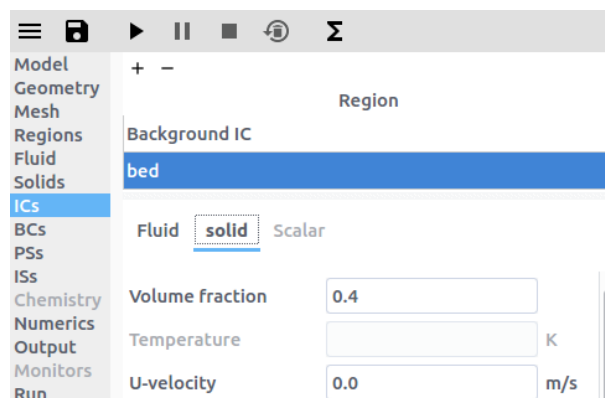 Σ
Model
Geometry
Mesh
Regions
Fluid
Solids
ICs
BCs
PSs
ISs
Chemistry
Numerics
Output
Monitors
Run
+ −
Region
Background IC
bed
Fluid solid Scalar
Volume fraction 0.4
Temperature K
U-velocity 0.0 m/s